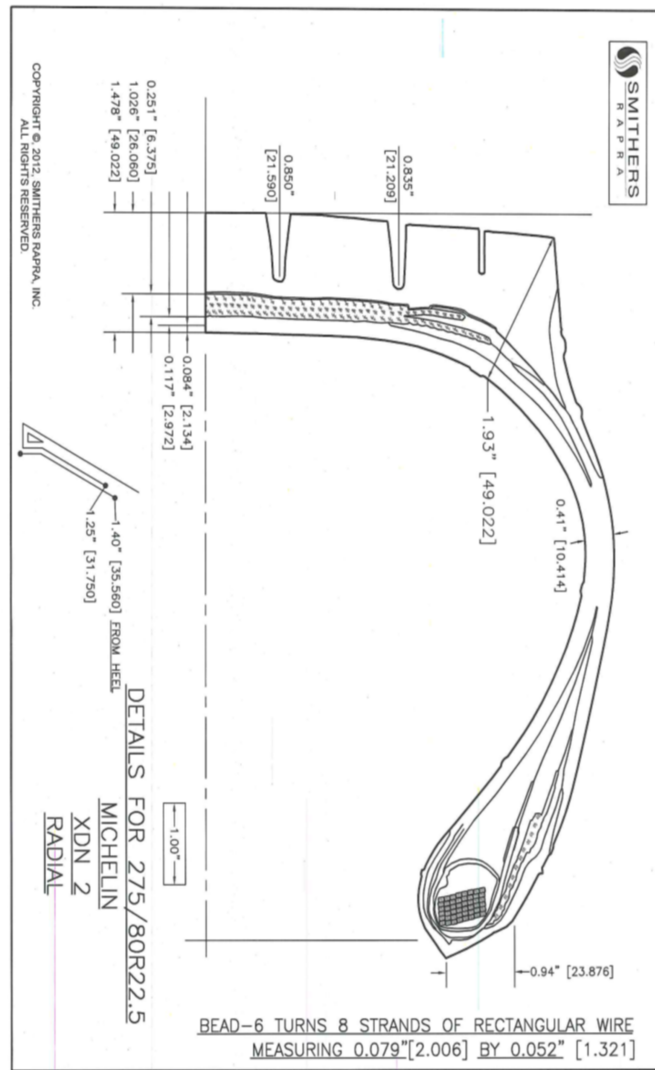 SMITHERS
RAPRA
0.835"
[21.209]
0.850"
[21.590]
0.251" [6.375]
1.026" [26.060]
1.478" [49.022]
0.084" [2.134]
0.117" [2.972]
1.93" [49.022]
0.41" [10.414]
0.94" [23.876]
1.40" [35.560] FROM HEEL
1.25" [31.750]
1.00"
DETAILS FOR 275/80R22.5
MICHELIN
XDN 2
RADIAL
BEAD-6 TURNS 8 STRANDS OF RECTANGULAR WIRE
MEASURING 0.079"[2.006] BY 0.052" [1.321]
COPYRIGHT ©, 2012, SMITHERS RAPRA, INC.
ALL RIGHTS RESERVED.